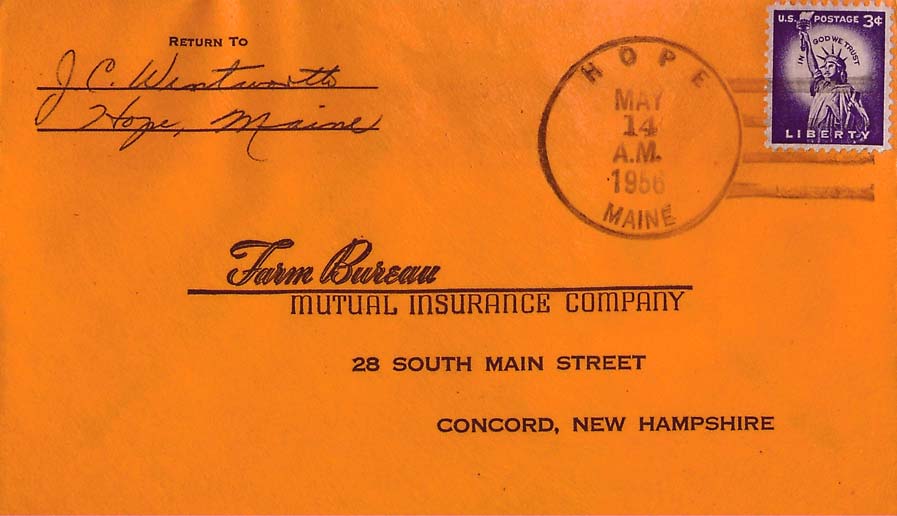 RETURN TO
J C. Wentworth
Hope, Maine
HOPE
MAY
14
A.M.
1956
MAINE
U.S. POSTAGE 3¢
IN GOD WE TRUST
LIBERTY
Farm Bureau
MUTUAL INSURANCE COMPANY
28 SOUTH MAIN STREET
CONCORD, NEW HAMPSHIRE